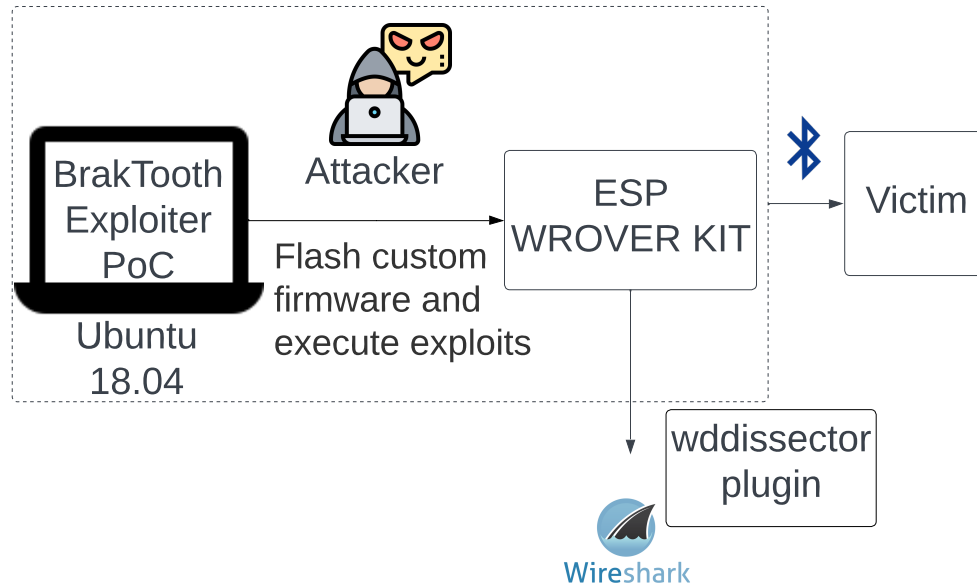 BrakTooth
Exploiter
PoC
Ubuntu
18.04
Attacker
Flash custom
firmware and
execute exploits
ESP
WROVER KIT
Victim
wddissector
plugin
Wireshark